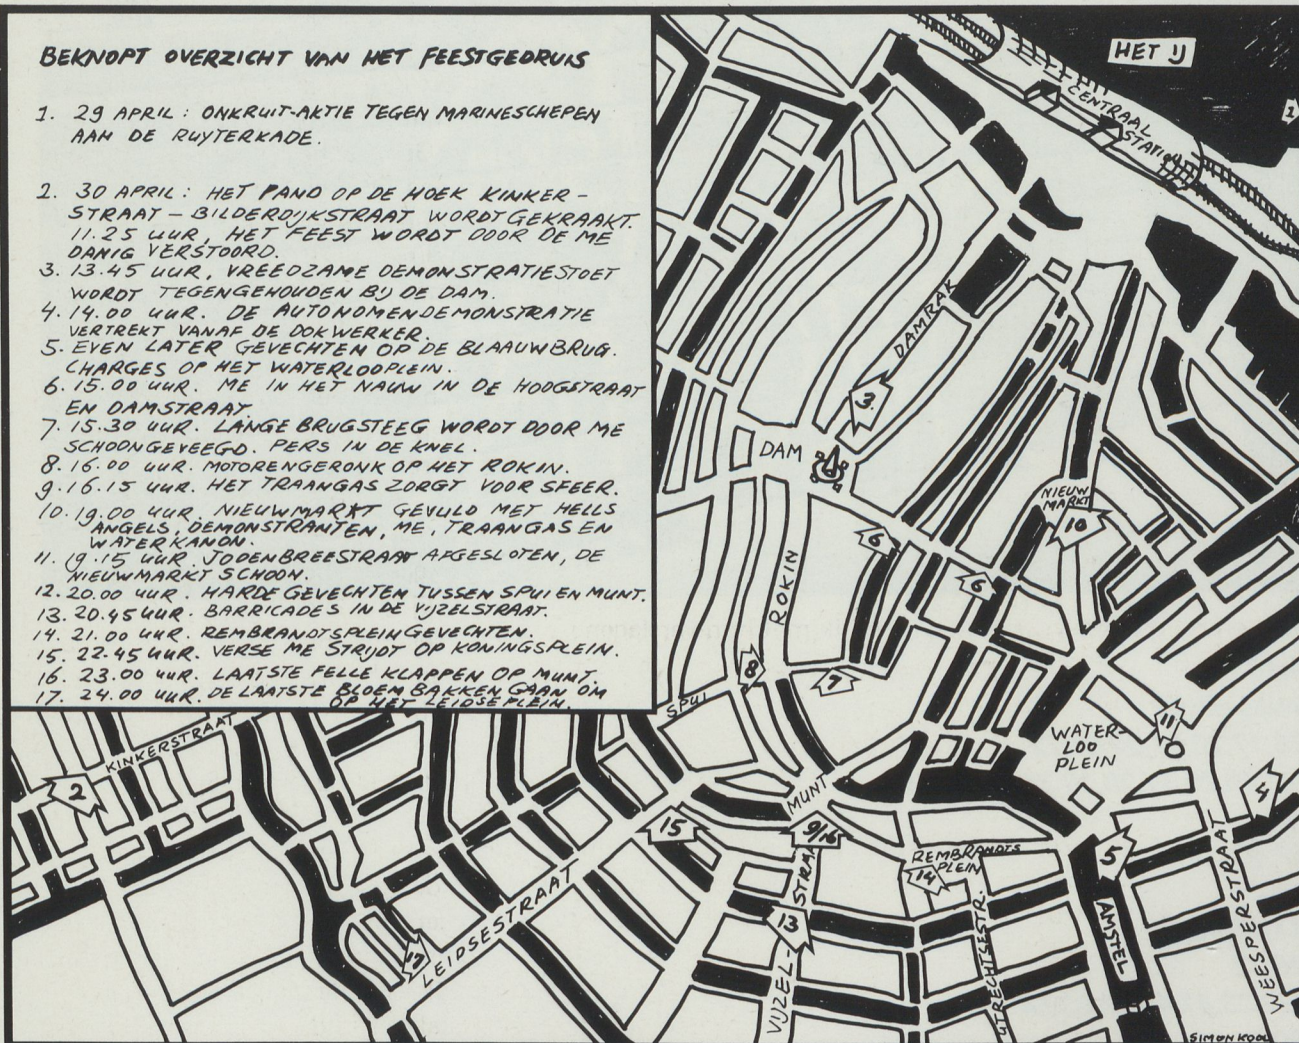 BEKNOPT OVERZICHT VAN HET FEESTGEDRUIS
1. 29 APRIL: ONKRUIT-AKTIE TEGEN MARINESCHEPEN
AAN DE RUYTERKADE.
2. 30 APRIL: HET PAND OP DE HOEK KINKER-
STRAAT – BILDERDIJKSTRAAT WORDT GEKRAAKT.
11.25 UUR, HET FEEST WORDT DOOR DE ME
DANIG VERSTOORD.
3. 13.45 UUR, VREEDZAME DEMONSTRATIESTOET
WORDT TEGENGEHOUDEN BIJ DE DAM.
4. 14.00 UUR. DE AUTONOMENDEMONSTRATIE
VERTREKT VANAF DE DOKWERKER.
5. EVEN LATER GEVECHTEN OP DE BLAAUWBRUG.
CHARGES OP HET WATERLOOPLEIN.
6. 15.00 UUR. ME IN HET NAUW IN DE HOOGSTRAAT
EN DAMSTRAAT.
7. 15.30 UUR. LANGE BRUGSTEEG WORDT DOOR ME
SCHOONGEVEEGD. PERS IN DE KNEL.
8. 16.00 UUR. MOTORENGERONK OP HET ROKIN.
9. 16.15 UUR. HET TRAANGAS ZORGT VOOR SFEER.
10. 19.00 UUR. NIEUWMARKT GEVULD MET HELLS
ANGELS, DEMONSTRANTEN, ME, TRAANGAS EN
WATERKANON.
11. 19.15 UUR. JODENBREESTRAAT AFGESLOTEN, DE
NIEUWMARKT SCHOON.
12. 20.00 UUR. HARDE GEVECHTEN TUSSEN SPUI EN MUNT.
13. 20.45 UUR. BARRICADES IN DE VIJZELSTRAAT.
14. 21.00 UUR. REMBRANDTSPLEIN GEVECHTEN.
15. 22.45 UUR. VERSE ME STRIJDT OP KONINGSPLEIN.
16. 23.00 UUR. LAATSTE FELLE KLAPPEN OP MUNT.
17. 24.00 UUR. DE LAATSTE BLOEMBAKKEN GAAN OM
OP HET LEIDSEPLEIN.
HET IJ
1
CENTRAAL
STATION
DAMRAK
3.
DAM
NIEUW
MARKT
10
6
6
ROKIN
8
7
SPUI
11
WATER-
LOO
PLEIN
KINKERSTRAAT
2
4
MUNT
15
9/16
5
REMBRANDTS
PLEIN
14
13
VIJZEL-
STRAAT
LEIDSESTRAAT
UTRECHTSESTR.
AMSTEL
WEESPERSTRAAT
SIMON KOOL